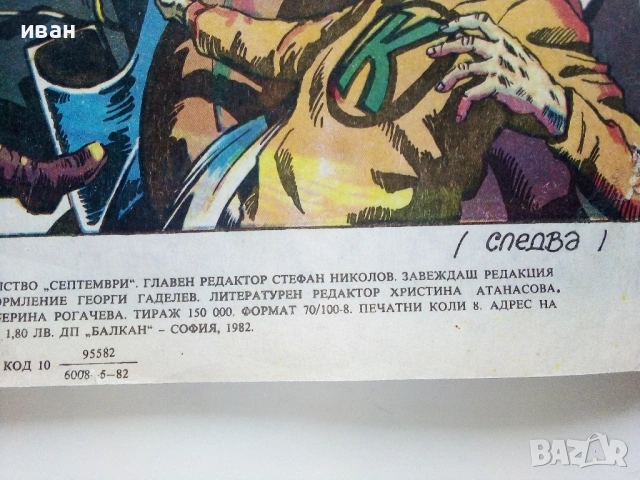 иван
K
/ следва /
ЛСТВО „СЕПТЕМВРИ“. ГЛАВЕН РЕДАКТОР СТЕФАН НИКОЛОВ. ЗАВЕЖДАЩ РЕДАКЦИЯ
ОРМЛЕНИЕ ГЕОРГИ ГАДЕЛЕВ. ЛИТЕРАТУРЕН РЕДАКТОР ХРИСТИНА АТАНАСОВА.
ЕРИНА РОГАЧЕВА. ТИРАЖ 150 000. ФОРМАТ 70/100-8. ПЕЧАТНИ КОЛИ 8. АДРЕС НА
1,80 ЛВ. ДП „БАЛКАН“ – СОФИЯ, 1982.
КОД 10 95582
6008–5–82
BAZAR